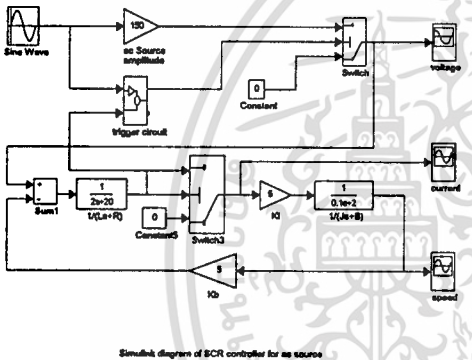 150
Sine Wave
ac Source
amplitude
Switch
voltage
0
Constant
trigger circuit
+
-
Sum1
1
2s+20
1/(Ls+R)
0
Constant5
Switch3
5
Ki
1
0.1s+2
1/(Js+B)
current
5
Kb
speed
Simulink diagram of SCR controller for ac source